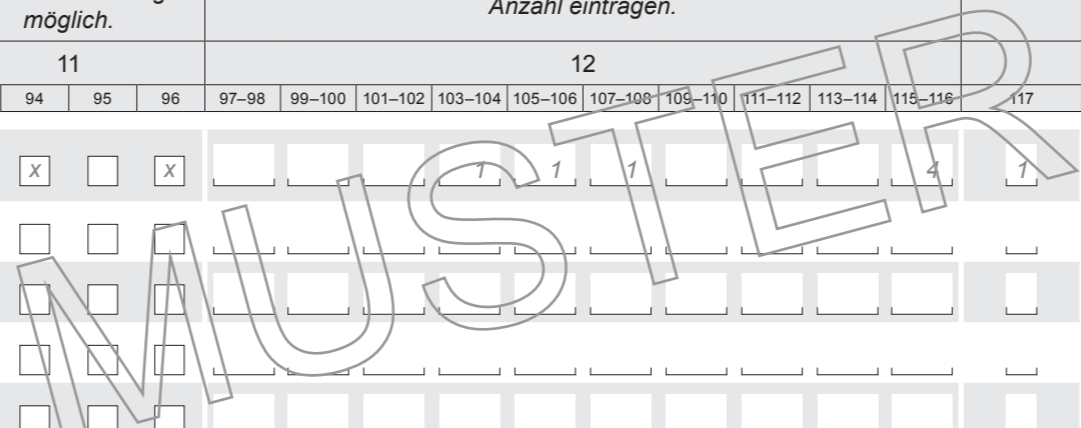 möglich.
Anzahl eintragen.
11 12
94 95 96 97–98 99–100 101–102 103–104 105–106 107–108 109–110 111–112 113–114 115–116 117
x x 1 1 1 4 1
MUSTER